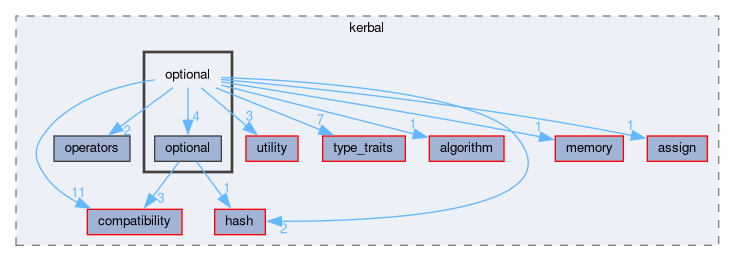 kerbal
optional
4
2
3
7
1
1
1
operators
optional
utility
type_traits
algorithm
memory
assign
11
3
1
compatibility
hash
2